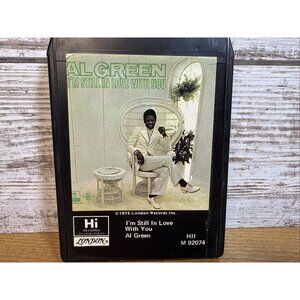 AL GREEN
I'M STILL IN LOVE WITH YOU
©1972 London Records Inc.
Hi
RECORDS
LONDON
I'm Still In Love
With You
Al Green
HII
M 92074